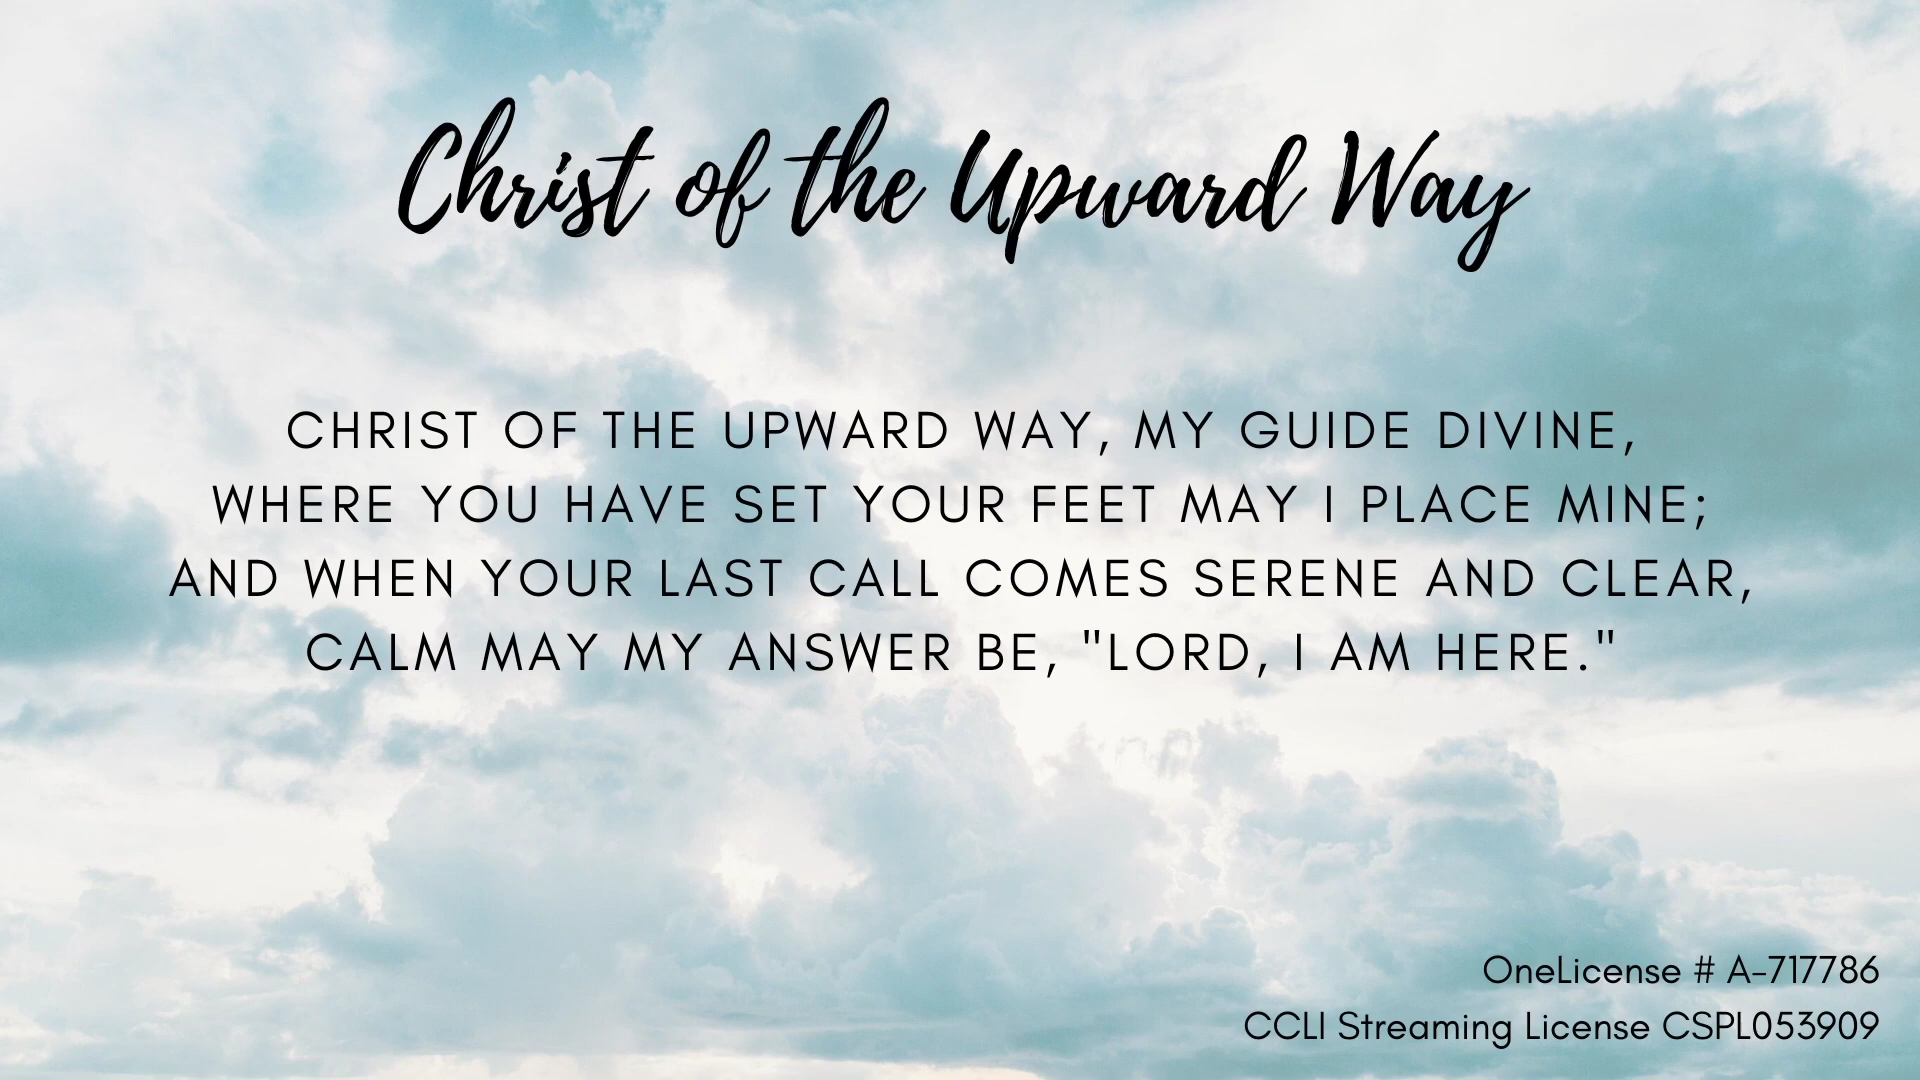 Christ of the Upward Way
CHRIST OF THE UPWARD WAY, MY GUIDE DIVINE,
WHERE YOU HAVE SET YOUR FEET MAY I PLACE MINE;
AND WHEN YOUR LAST CALL COMES SERENE AND CLEAR,
CALM MAY MY ANSWER BE, "LORD, I AM HERE."
OneLicense # A-717786
CCLI Streaming License CSPL053909